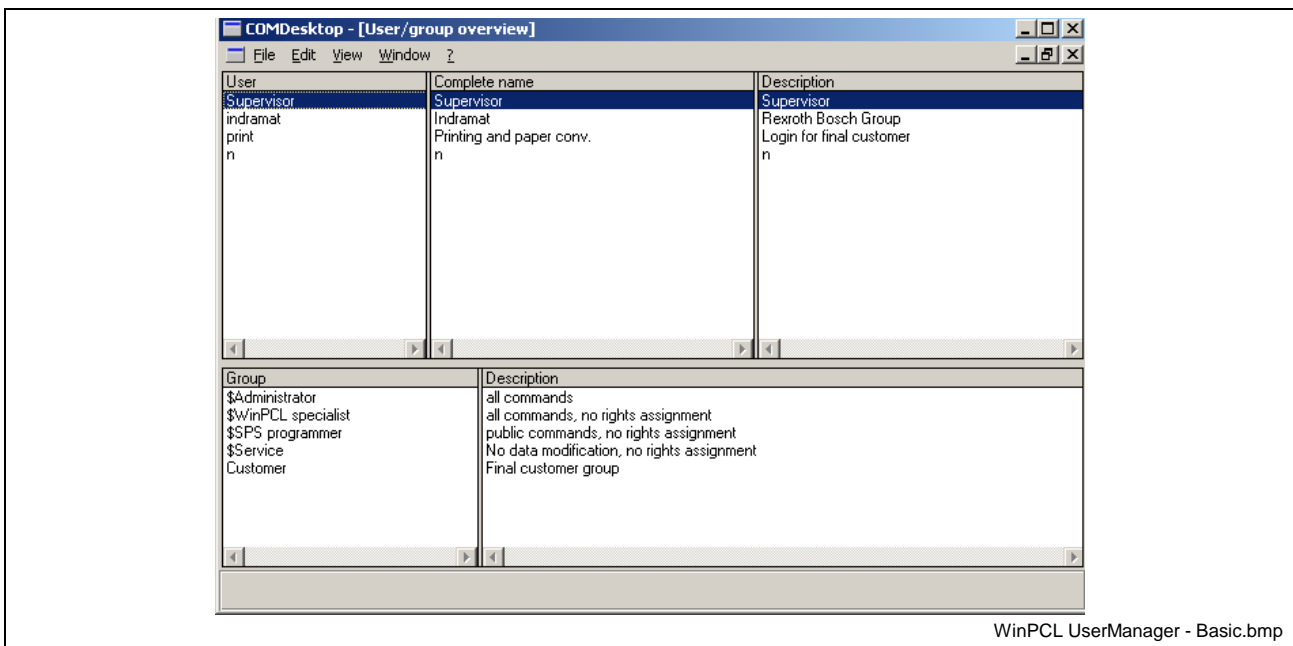 COMDesktop - [User/group overview]
File Edit View Window ?
User Complete name Description
Supervisor Supervisor Supervisor
indramat Indramat Rexroth Bosch Group
print Printing and paper conv. Login for final customer
n n n
Group Description
$Administrator all commands
$WinPCL specialist all commands, no rights assignment
$SPS programmer public commands, no rights assignment
$Service No data modification, no rights assignment
Customer Final customer group
WinPCL UserManager - Basic.bmp